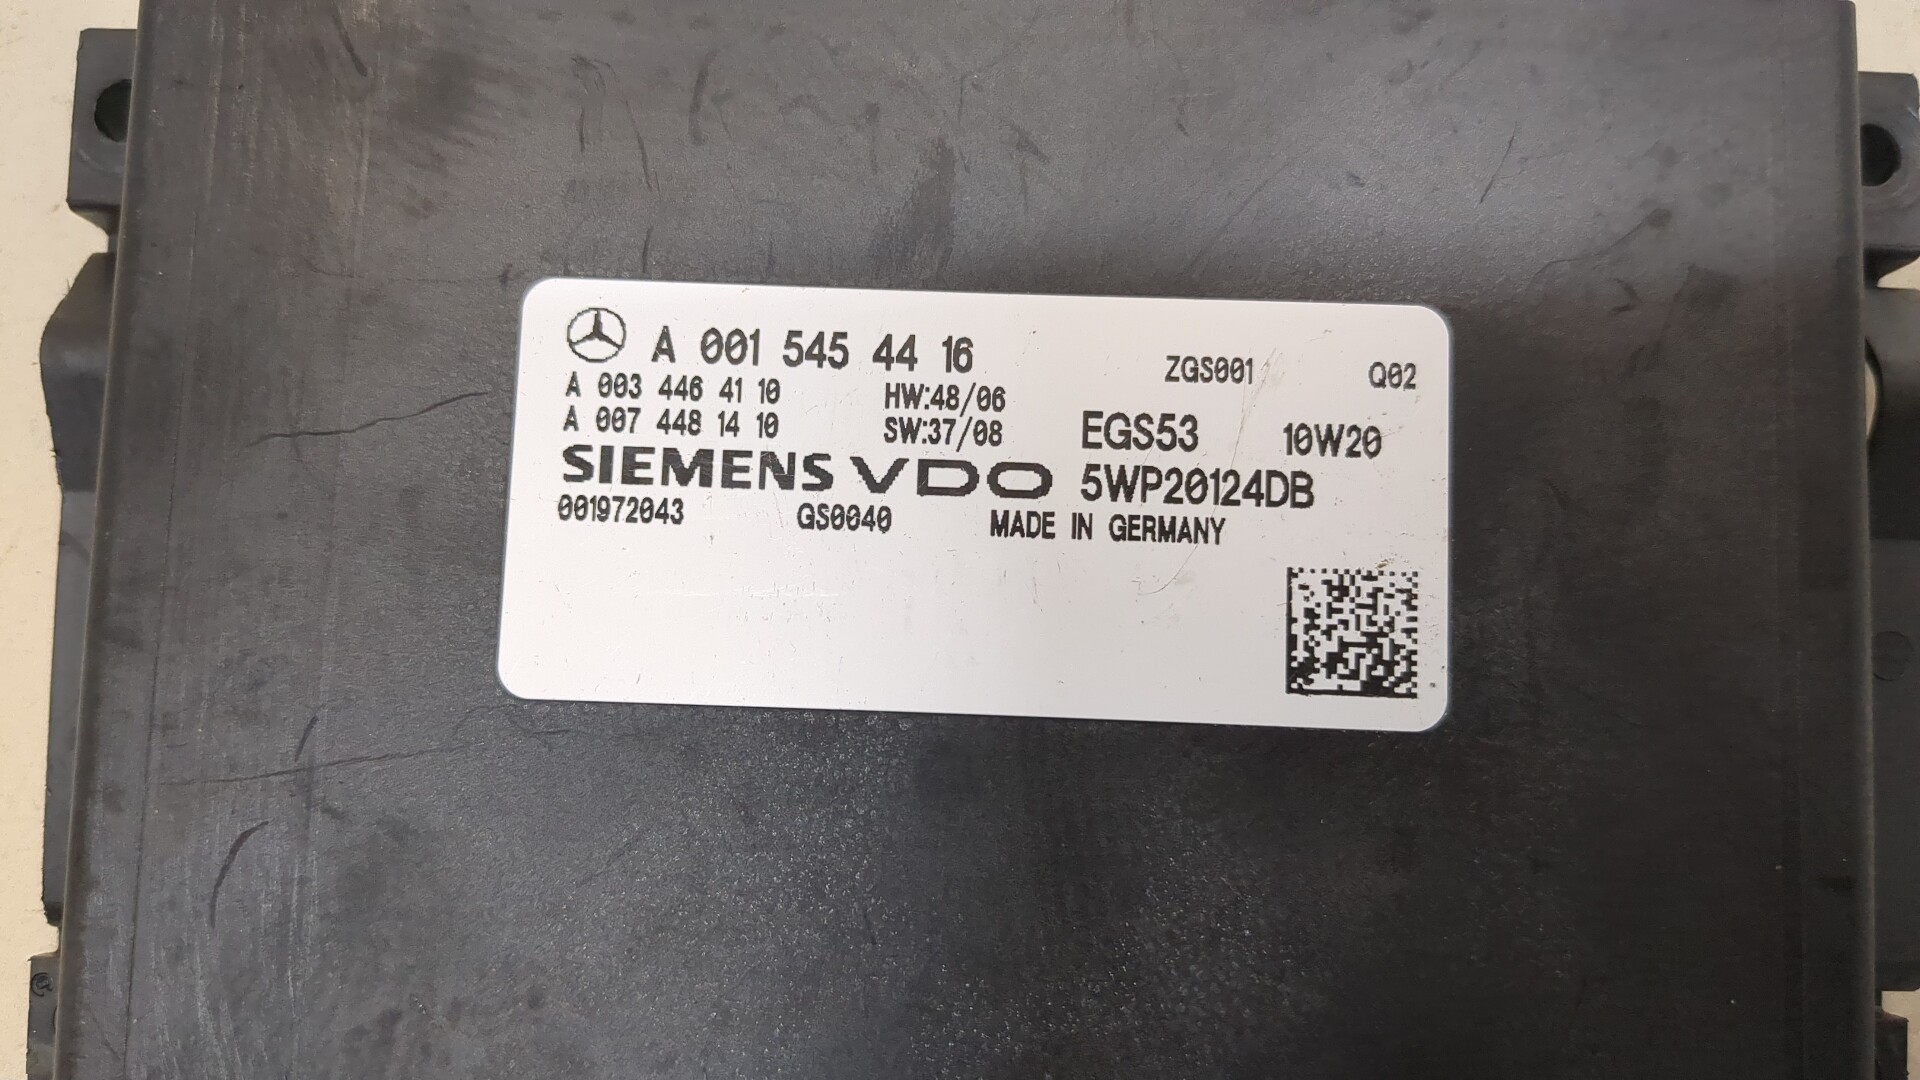 A 001 545 44 16 ZGS001 Q02
A 003 446 41 10 HW:48/06
A 007 448 14 10 SW:37/08 EGS53 10W20
SIEMENS VDO 5WP20124DB
001972043 GS0040 MADE IN GERMANY